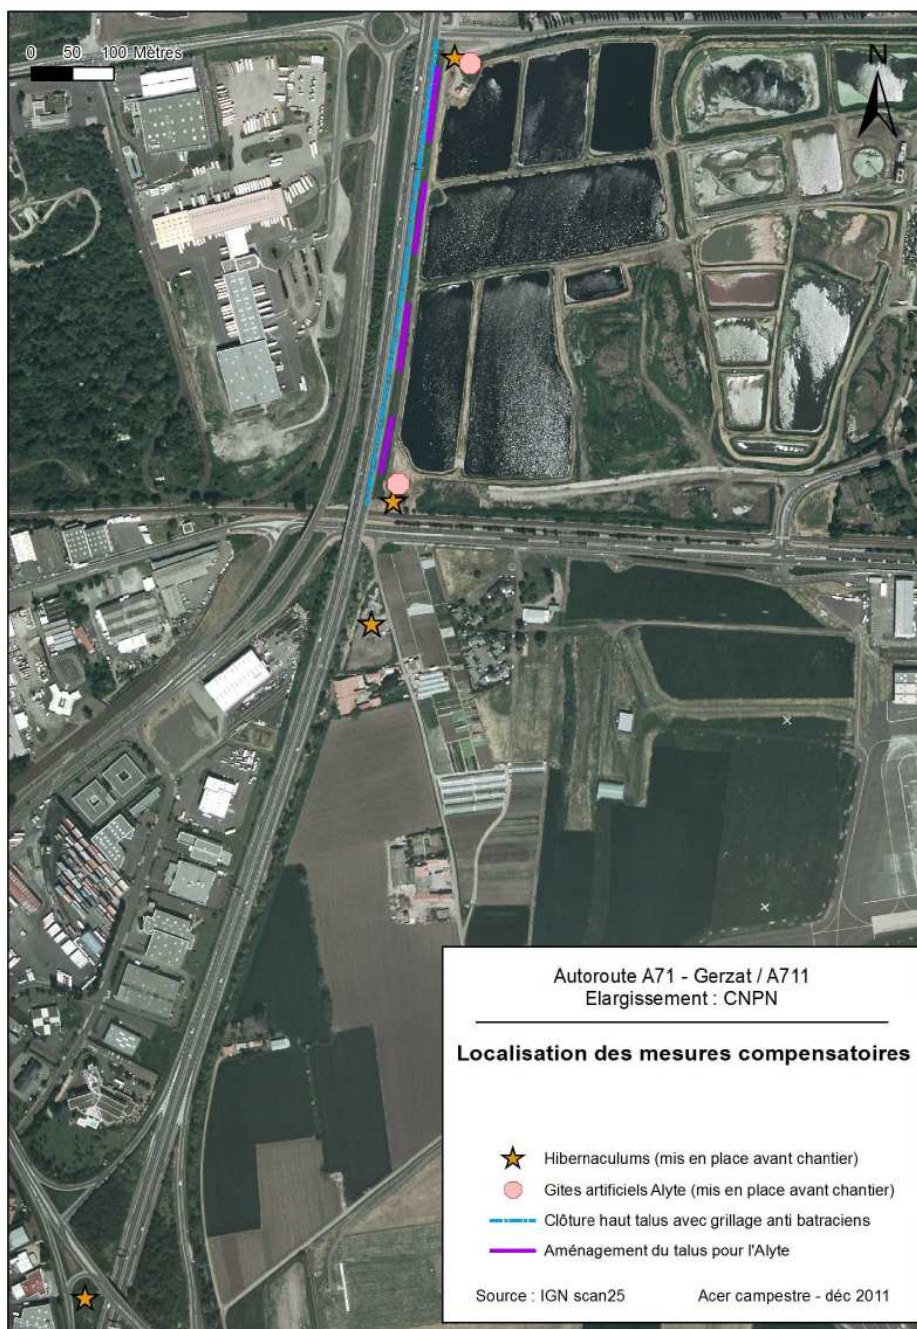 0 50 100 Mètres
N
Autoroute A71 - Gerzat / A711
Elargissement : CNPN
Localisation des mesures compensatoires
Hibernaculums (mis en place avant chantier)
Gites artificiels Alyte (mis en place avant chantier)
Clôture haut talus avec grillage anti batraciens
Aménagement du talus pour l'Alyte
Source : IGN scan25 Acer campestre - déc 2011